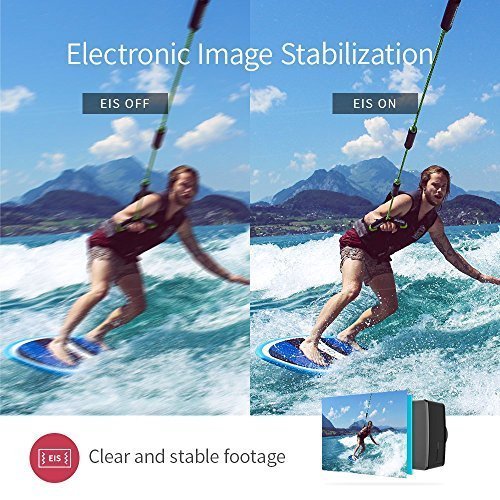 Electronic Image Stabilization
EIS OFF
EIS ON
EIS
Clear and stable footage